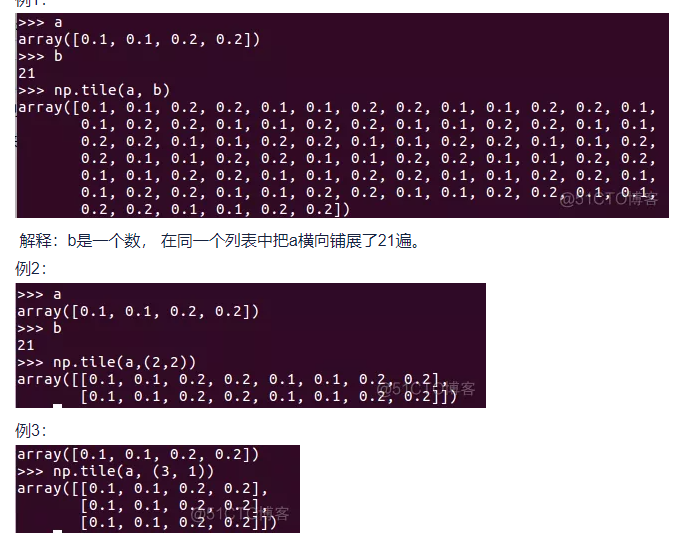 例1:
>>> a
array([0.1, 0.1, 0.2, 0.2])
>>> b
21
>>> np.tile(a, b)
array([0.1, 0.1, 0.2, 0.2, 0.1, 0.1, 0.2, 0.2, 0.1, 0.1, 0.2, 0.2, 0.1,
0.1, 0.2, 0.2, 0.1, 0.1, 0.2, 0.2, 0.1, 0.1, 0.2, 0.2, 0.1, 0.1,
0.2, 0.2, 0.1, 0.1, 0.2, 0.2, 0.1, 0.1, 0.2, 0.2, 0.1, 0.1, 0.2,
0.2, 0.1, 0.1, 0.2, 0.2, 0.1, 0.1, 0.2, 0.2, 0.1, 0.1, 0.2, 0.2,
0.1, 0.1, 0.2, 0.2, 0.1, 0.1, 0.2, 0.2, 0.1, 0.1, 0.2, 0.2, 0.1,
0.1, 0.2, 0.2, 0.1, 0.1, 0.2, 0.2, 0.1, 0.1, 0.2, 0.2, 0.1, 0.1,
0.2, 0.2, 0.1, 0.1, 0.2, 0.2])
@51CTO博客
解释：b是一个数， 在同一个列表中把a横向铺展了21遍。
例2：
>>> a
array([0.1, 0.1, 0.2, 0.2])
>>> b
21
>>> np.tile(a,(2,2))
array([[0.1, 0.1, 0.2, 0.2, 0.1, 0.1, 0.2, 0.2],
[0.1, 0.1, 0.2, 0.2, 0.1, 0.1, 0.2, 0.2]])
@51CTO博客
例3：
array([0.1, 0.1, 0.2, 0.2])
>>> np.tile(a, (3, 1))
array([[0.1, 0.1, 0.2, 0.2],
[0.1, 0.1, 0.2, 0.2],
[0.1, 0.1, 0.2, 0.2]])
@51CTO博客